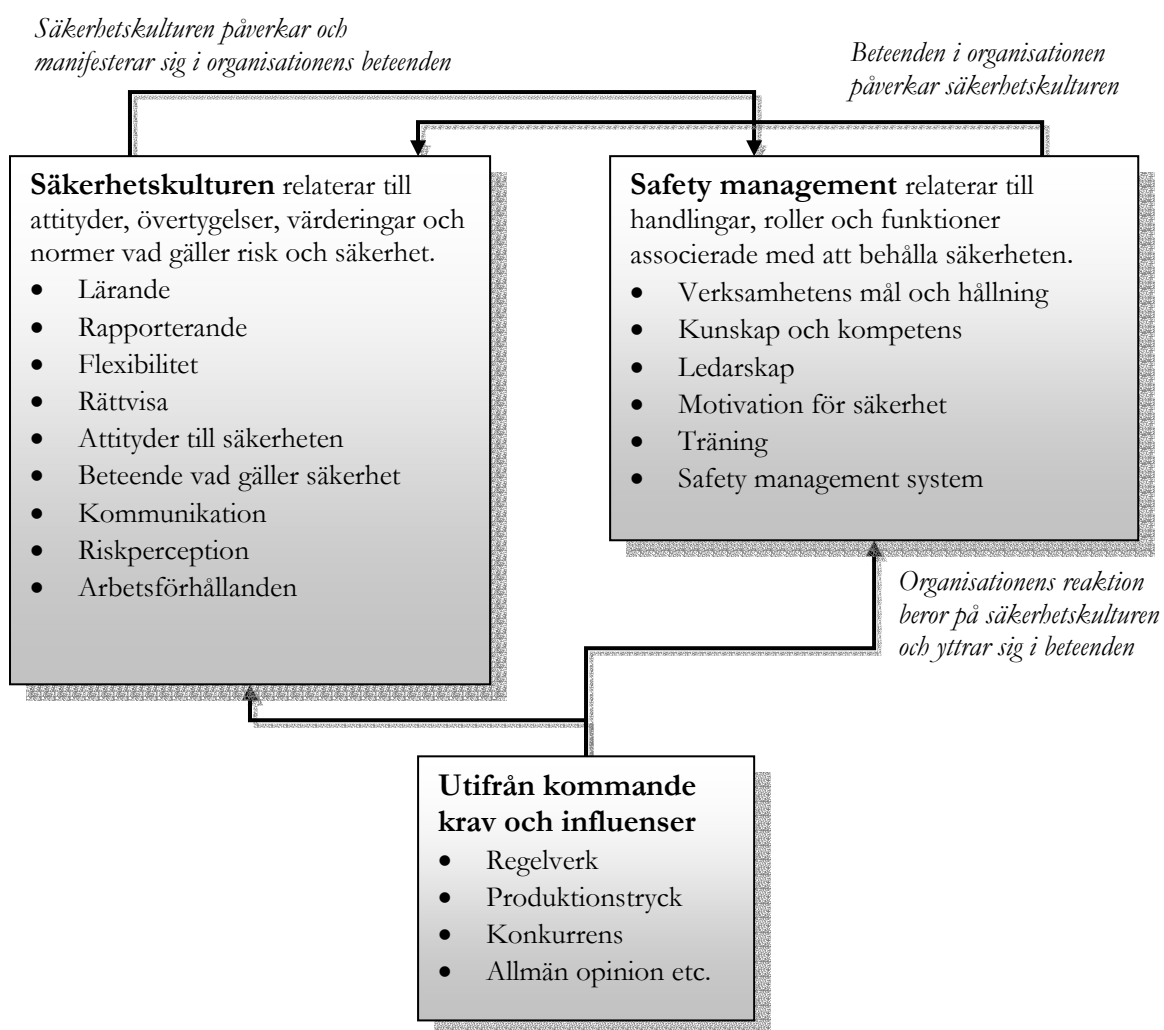 Säkerhetskulturen påverkar och
manifesterar sig i organisationens beteenden
Beteenden i organisationen
påverkar säkerhetskulturen
Säkerhetskulturen relaterar till
attityder, övertygelser, värderingar och
normer vad gäller risk och säkerhet.
• Lärande
• Rapporterande
• Flexibilitet
• Rättvisa
• Attityder till säkerheten
• Beteende vad gäller säkerhet
• Kommunikation
• Riskperception
• Arbetsförhållanden
Safety management relaterar till
handlingar, roller och funktioner
associerade med att behålla säkerheten.
• Verksamhetens mål och hållning
• Kunskap och kompetens
• Ledarskap
• Motivation för säkerhet
• Träning
• Safety management system
Organisationens reaktion
beror på säkerhetskulturen
och yttrar sig i beteenden
Utifrån kommande
krav och influenser
• Regelverk
• Produktionstryck
• Konkurrens
• Allmän opinion etc.